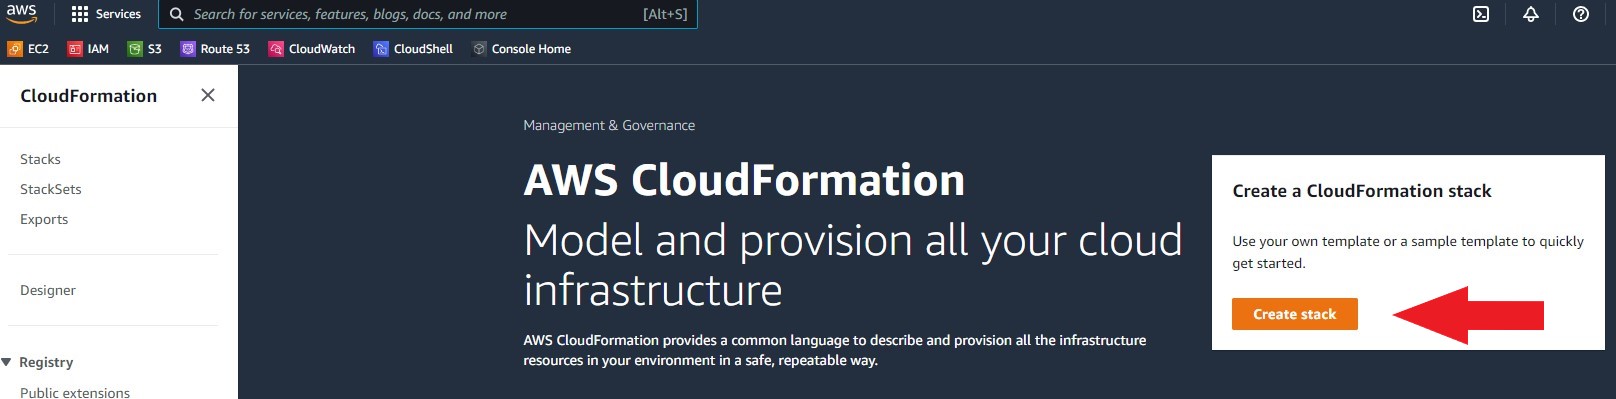 aws
Services
Search for services, features, blogs, docs, and more
[Alt+S]
EC2
IAM
S3
Route 53
CloudWatch
CloudShell
Console Home
CloudFormation
Stacks
StackSets
Exports
Designer
Registry
Public extensions
Management & Governance
AWS CloudFormation
Model and provision all your cloud
infrastructure
AWS CloudFormation provides a common language to describe and provision all the infrastructure
resources in your environment in a safe, repeatable way.
Create a CloudFormation stack
Use your own template or a sample template to quickly
get started.
Create stack